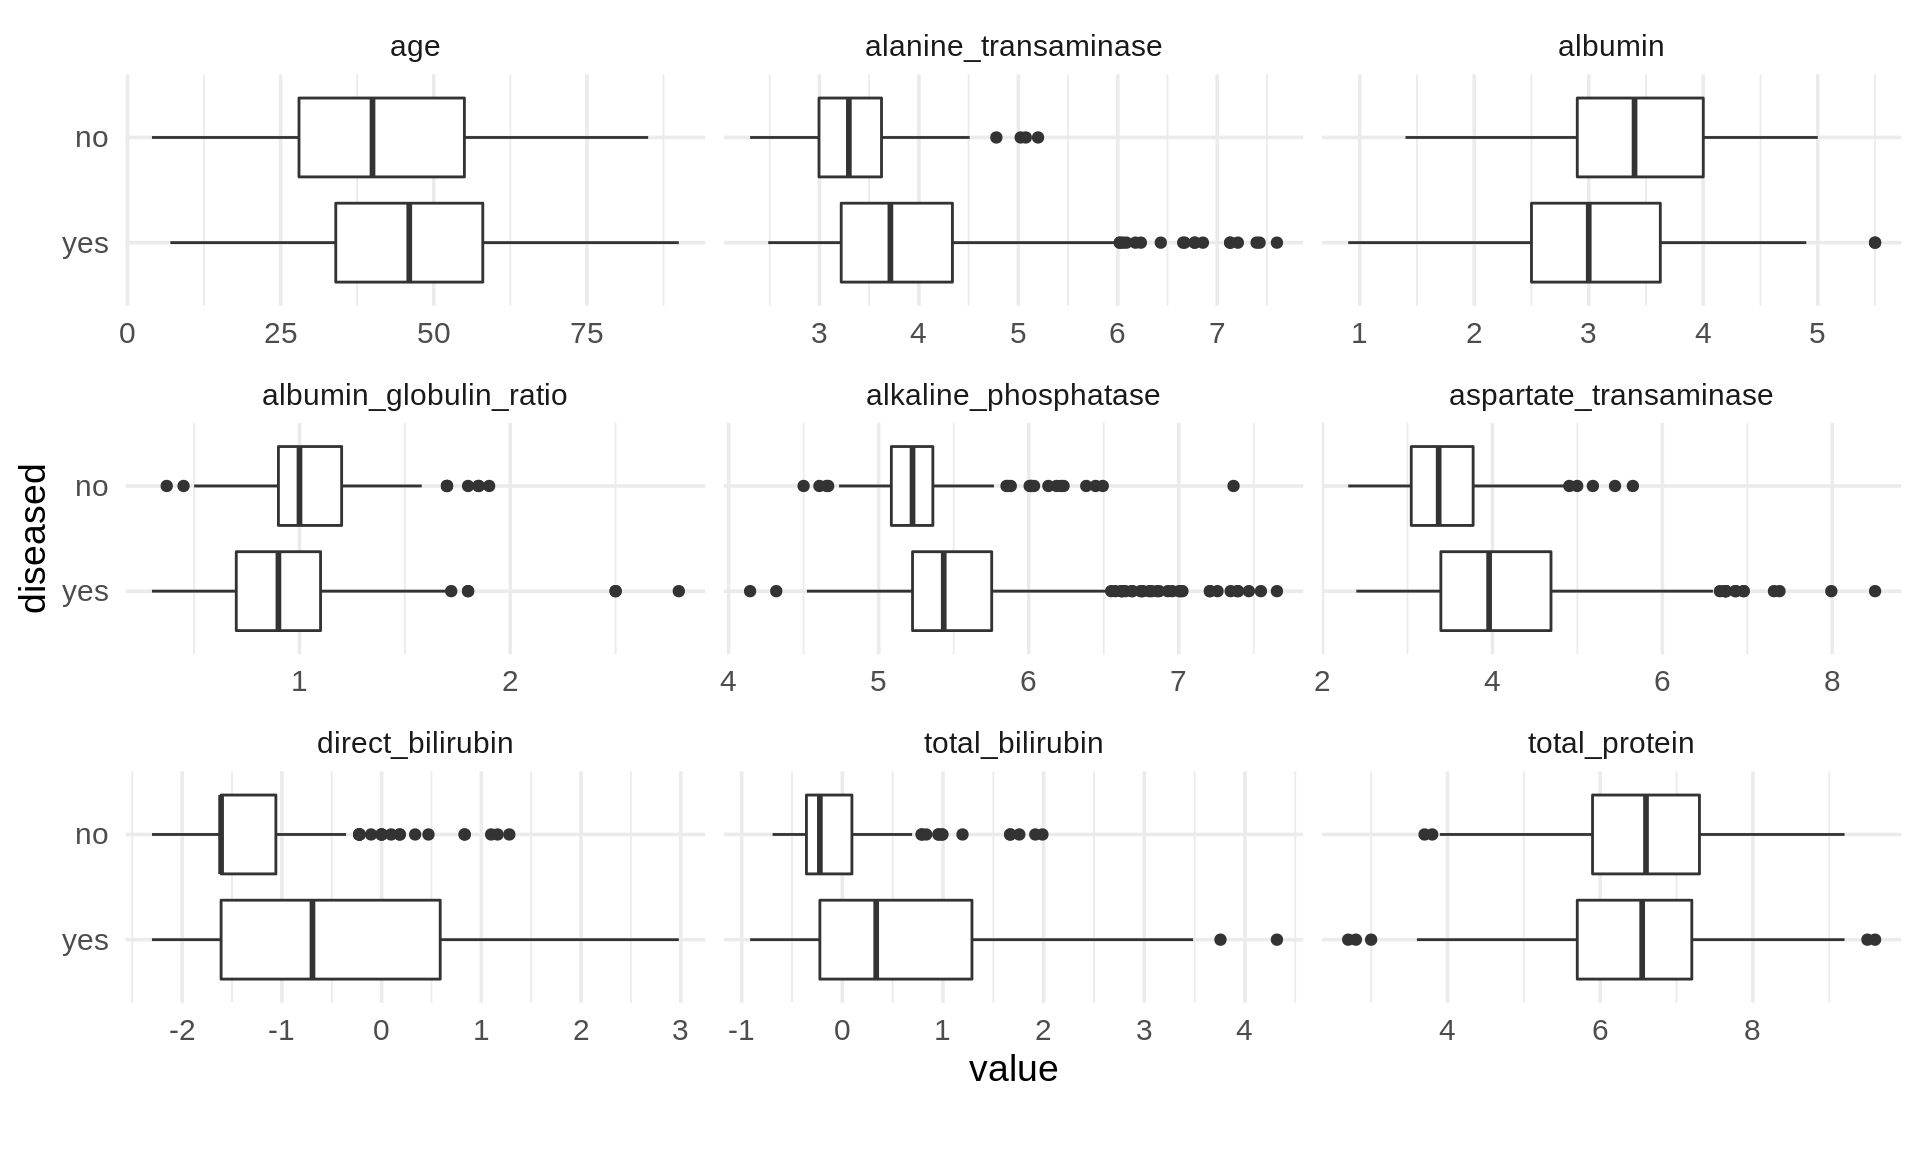 age alanine_transaminase albumin
no
yes
0 25 50 75 3 4 5 6 7 1 2 3 4 5
albumin_globulin_ratio alkaline_phosphatase aspartate_transaminase
diseased
no
yes
1 2 4 5 6 7 2 4 6 8
direct_bilirubin total_bilirubin total_protein
no
yes
-2 -1 0 1 2 3 -1 0 1 2 3 4 4 6 8
value